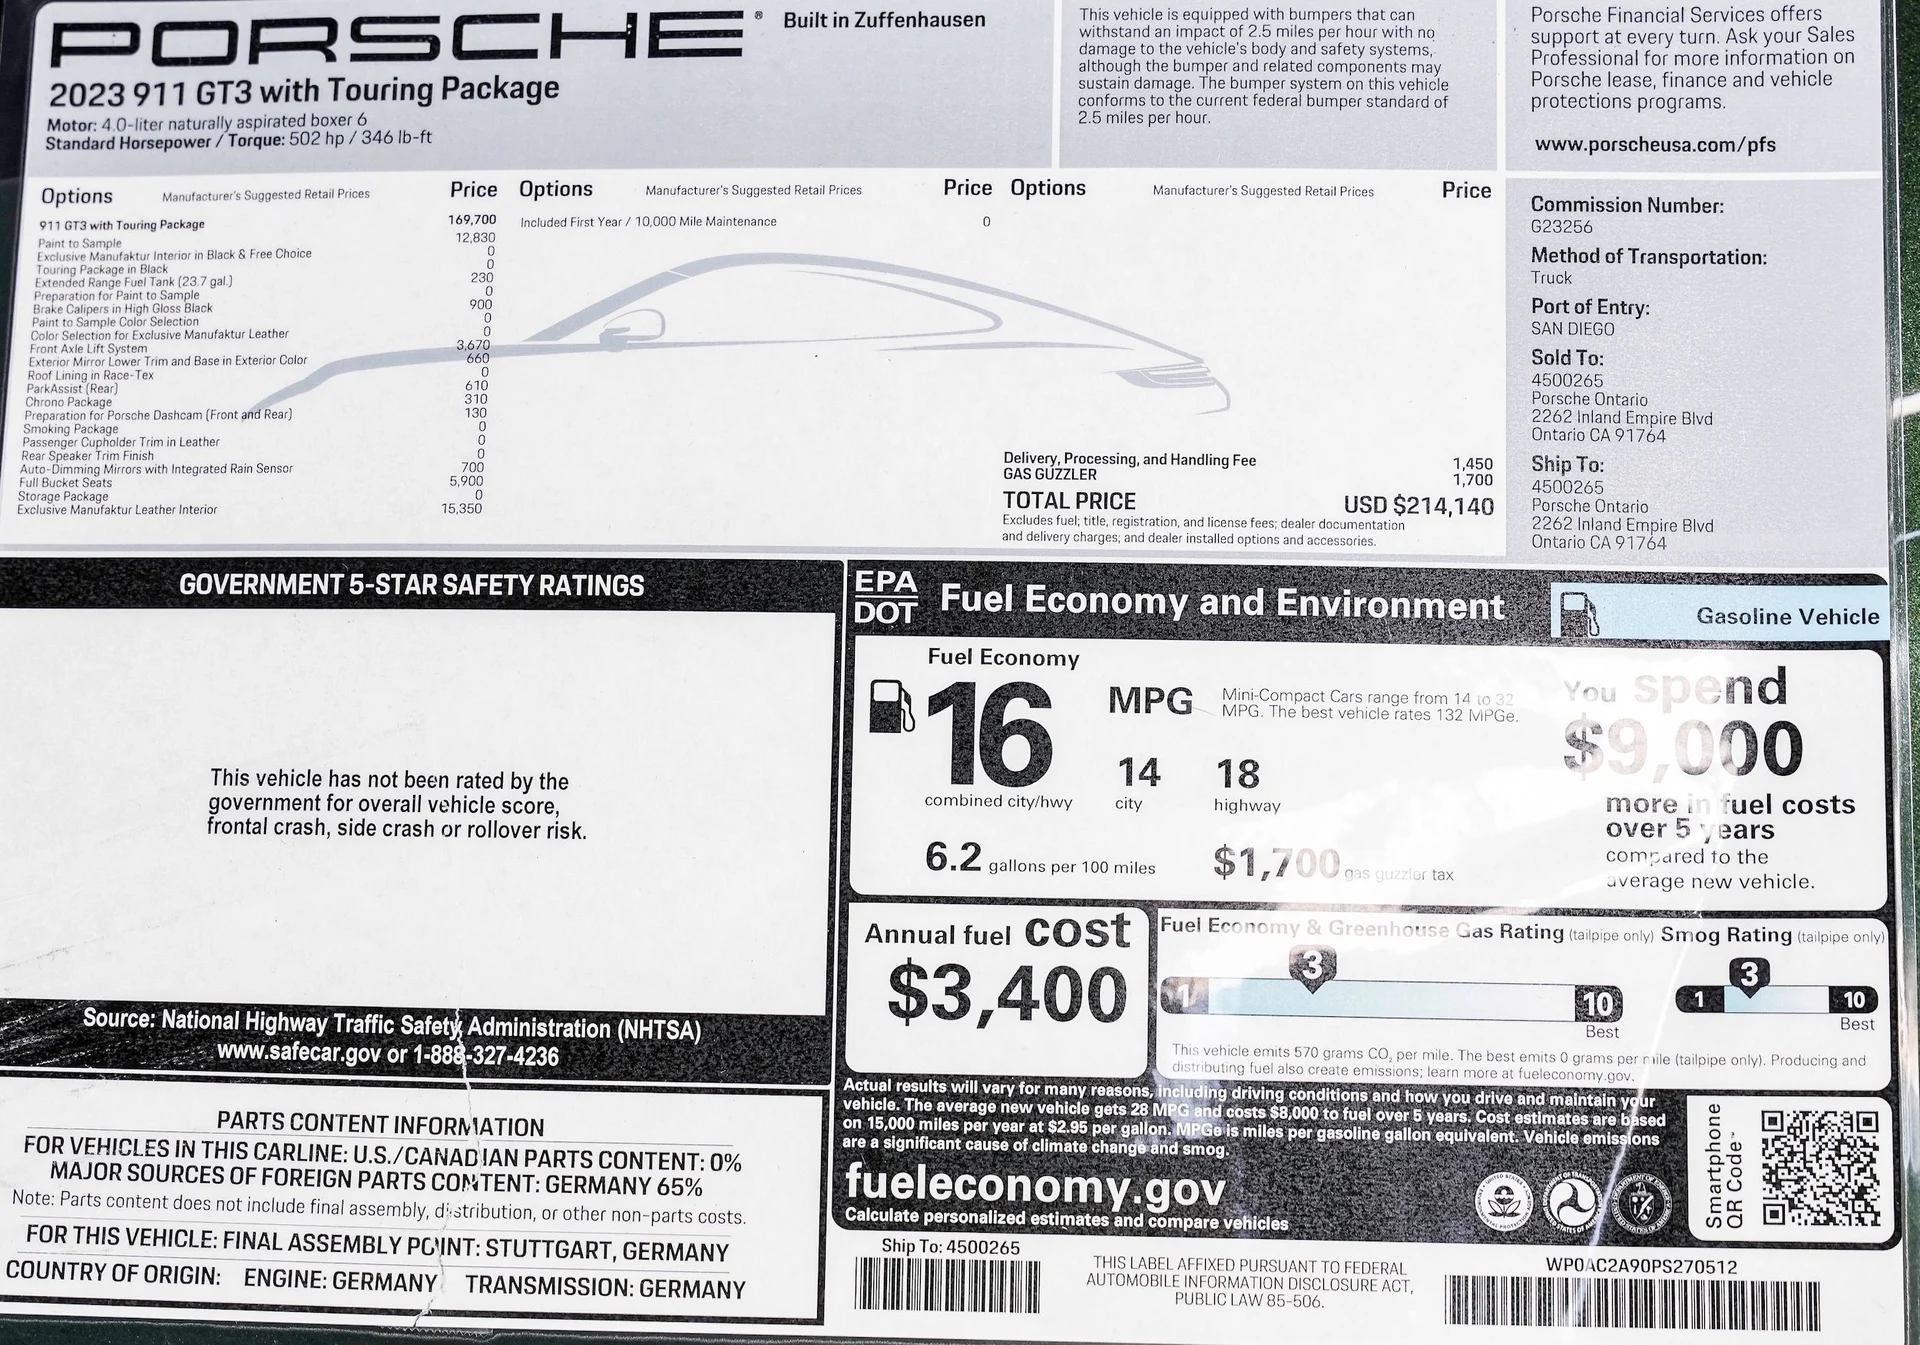 PORSCHE® Built in Zuffenhausen
2023 911 GT3 with Touring Package
Motor: 4.0-liter naturally aspirated boxer 6
Standard Horsepower / Torque: 502 hp / 346 lb-ft
This vehicle is equipped with bumpers that can
withstand an impact of 2.5 miles per hour with no
damage to the vehicle's body and safety systems,
although the bumper and related components may
sustain damage. The bumper system on this vehicle
conforms to the current federal bumper standard of
2.5 miles per hour.
Porsche Financial Services offers
support at every turn. Ask your Sales
Professional for more information on
Porsche lease, finance and vehicle
protections programs.
www.porscheusa.com/pfs
Options Manufacturer's Suggested Retail Prices Price
911 GT3 with Touring Package 169,700
Paint to Sample 12,830
Exclusive Manufaktur Interior in Black & Free Choice 0
Touring Package in Black 0
Extended Range Fuel Tank (23.7 gal.) 230
Preparation for Paint to Sample 0
Brake Calipers in High Gloss Black 900
Paint to Sample Color Selection 0
Color Selection for Exclusive Manufaktur Leather 0
Front Axle Lift System 3,670
Exterior Mirror Lower Trim and Base in Exterior Color 660
Roof Lining in Race-Tex 0
ParkAssist (Rear) 610
Chrono Package 310
Preparation for Porsche Dashcam (Front and Rear) 130
Smoking Package 0
Passenger Cupholder Trim in Leather 0
Rear Speaker Trim Finish 0
Auto-Dimming Mirrors with Integrated Rain Sensor 700
Full Bucket Seats 5,900
Storage Package 0
Exclusive Manufaktur Leather Interior 15,350
Options Manufacturer's Suggested Retail Prices Price
Included First Year / 10,000 Mile Maintenance 0
Options Manufacturer's Suggested Retail Prices Price
Delivery, Processing, and Handling Fee 1,450
GAS GUZZLER 1,700
TOTAL PRICE USD $214,140
Excludes fuel; title, registration, and license fees; dealer documentation
and delivery charges; and dealer installed options and accessories.
Commission Number:
G23256
Method of Transportation:
Truck
Port of Entry:
SAN DIEGO
Sold To:
4500265
Porsche Ontario
2262 Inland Empire Blvd
Ontario CA 91764
Ship To:
4500265
Porsche Ontario
2262 Inland Empire Blvd
Ontario CA 91764
GOVERNMENT 5-STAR SAFETY RATINGS
This vehicle has not been rated by the
government for overall vehicle score,
frontal crash, side crash or rollover risk.
Source: National Highway Traffic Safety Administration (NHTSA)
www.safecar.gov or 1-888-327-4236
PARTS CONTENT INFORMATION
FOR VEHICLES IN THIS CARLINE: U.S./CANADIAN PARTS CONTENT: 0%
MAJOR SOURCES OF FOREIGN PARTS CONTENT: GERMANY 65%
Note: Parts content does not include final assembly, distribution, or other non-parts costs.
FOR THIS VEHICLE: FINAL ASSEMBLY POINT: STUTTGART, GERMANY
COUNTRY OF ORIGIN: ENGINE: GERMANY TRANSMISSION: GERMANY
EPA
DOT
Fuel Economy and Environment
Gasoline Vehicle
Fuel Economy
16 MPG
combined city/hwy
14
city
18
highway
Mini-Compact Cars range from 14 to 32
MPG. The best vehicle rates 132 MPGe.
6.2 gallons per 100 miles
$1,700 gas guzzler tax
You spend
$9,000
more in fuel costs
over 5 years
compared to the
average new vehicle.
Annual fuel cost
$3,400
Fuel Economy & Greenhouse Gas Rating (tailpipe only)
3
1 10
Best
Smog Rating (tailpipe only)
3
1 10
Best
This vehicle emits 570 grams CO2 per mile. The best emits 0 grams per mile (tailpipe only). Producing and
distributing fuel also create emissions; learn more at fueleconomy.gov.
Actual results will vary for many reasons, including driving conditions and how you drive and maintain your
vehicle. The average new vehicle gets 28 MPG and costs $8,000 to fuel over 5 years. Cost estimates are based
on 15,000 miles per year at $2.95 per gallon. MPGe is miles per gasoline gallon equivalent. Vehicle emissions
are a significant cause of climate change and smog.
fueleconomy.gov
Calculate personalized estimates and compare vehicles
Smartphone
QR Code™
Ship To: 4500265
THIS LABEL AFFIXED PURSUANT TO FEDERAL
AUTOMOBILE INFORMATION DISCLOSURE ACT,
PUBLIC LAW 85-506.
WP0AC2A90PS270512